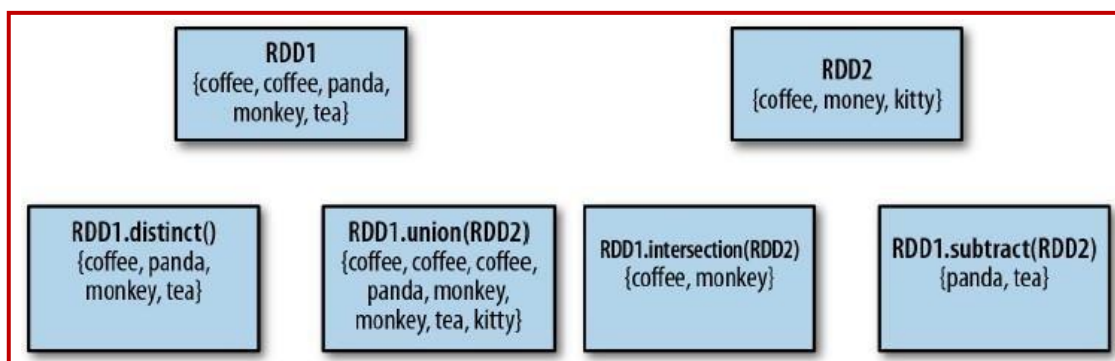 RDD1
{coffee, coffee, panda,
monkey, tea}
RDD2
{coffee, money, kitty}
RDD1.distinct()
{coffee, panda,
monkey, tea}
RDD1.union(RDD2)
{coffee, coffee, coffee,
panda, monkey,
monkey, tea, kitty}
RDD1.intersection(RDD2)
{coffee, monkey}
RDD1.subtract(RDD2)
{panda, tea}